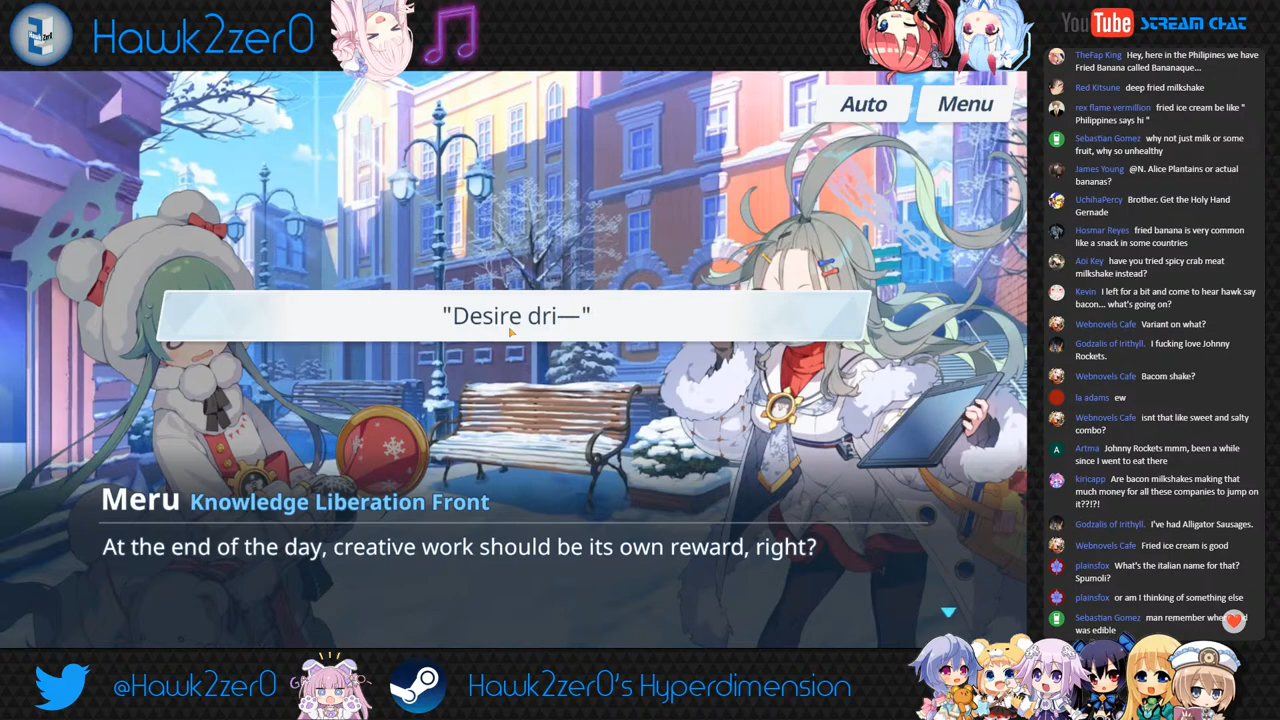 Hawk2zer0
YouTube STREAM CHAT
Auto
Menu
"Desire dri—"
Meru Knowledge Liberation Front
At the end of the day, creative work should be its own reward, right?
TheFap King Hey, here in the Philipines we have
Fried Banana called Bananaque...
Red Kitsune deep fried milkshake
rex flame vermillion fried ice cream be like "
Philippines says hi "
Sebastian Gomez why not just milk or some
fruit, why so unhealthy
James Young @N. Alice Plantains or actual
bananas?
UchihaPercy Brother. Get the Holy Hand
Gernade
Hosmar Reyes fried banana is very common
like a snack in some countries
Aoi Key have you tried spicy crab meat
milkshake instead?
Kevin I left for a bit and come to hear hawk say
bacon... what's going on?
Webnovels Cafe Variant on what?
Godzalis of Irithyll. I fucking love Johnny
Rockets.
Webnovels Cafe Bacom shake?
la adams ew
Webnovels Cafe isnt that like sweet and salty
combo?
Artma Johnny Rockets mmm, been a while
since I went to eat there
kiricapp Are bacon milkshakes making that
much money for all these companies to jump on
it??!?!
Godzalis of Irithyll. I've had Alligator Sausages.
Webnovels Cafe Fried ice cream is good
plainsfox What's the italian name for that?
Spumoli?
plainsfox or am I thinking of something else
Sebastian Gomez man remember
was edible
@Hawk2zer0
Hawk2zer0's Hyperdimension